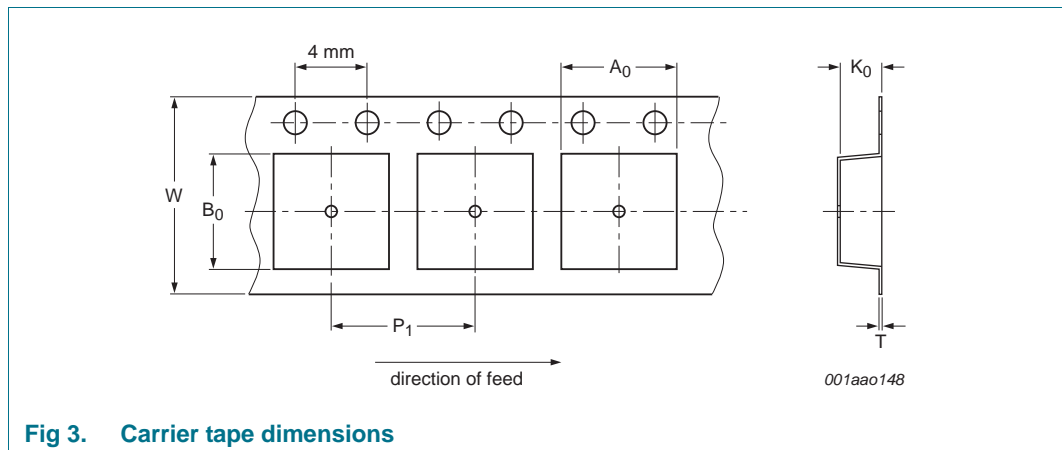 4 mm
A0
K0
W
B0
P1
T
direction of feed
001aao148
Fig 3. Carrier tape dimensions